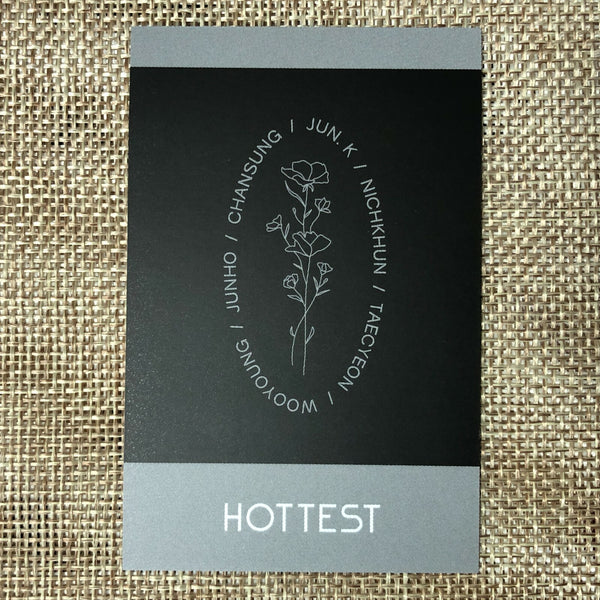 JUN. K / NICHKHUN / TAECYEON / WOOYOUNG / JUNHO / CHANSUNG /
HOTTEST